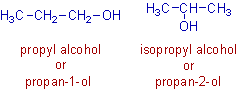 H₃C–CH₂–CH₂–OH
H₃C–CH–CH₃
OH
propyl alcohol
or
propan-1-ol
isopropyl alcohol
or
propan-2-ol